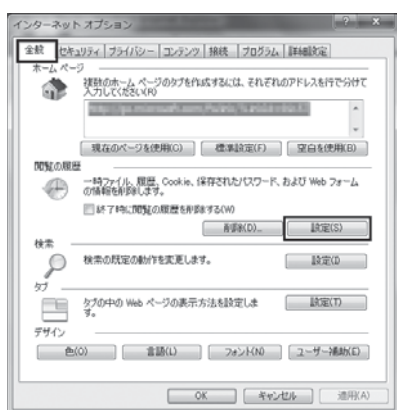 インターネット オプション
全般 セキュリティ プライバシー コンテンツ 接続 プログラム 詳細設定
ホーム ページ
複数のホーム ページのタブを作成するには、それぞれのアドレスを行で分けて
入力してください(R)
現在のページを使用(C) 標準設定(F) 空白を使用(B)
閲覧の履歴
一時ファイル、履歴、Cookie、保存されたパスワード、および Web フォーム
の情報を削除します。
終了時に閲覧の履歴を削除する(W)
削除(D)... 設定(S)
検索
検索の既定の動作を変更します。 設定(I)
タブ
タブの中の Web ページの表示方法を設定しま
す。 設定(T)
デザイン
色(O) 言語(L) フォント(N) ユーザー補助(E)
OK キャンセル 適用(A)